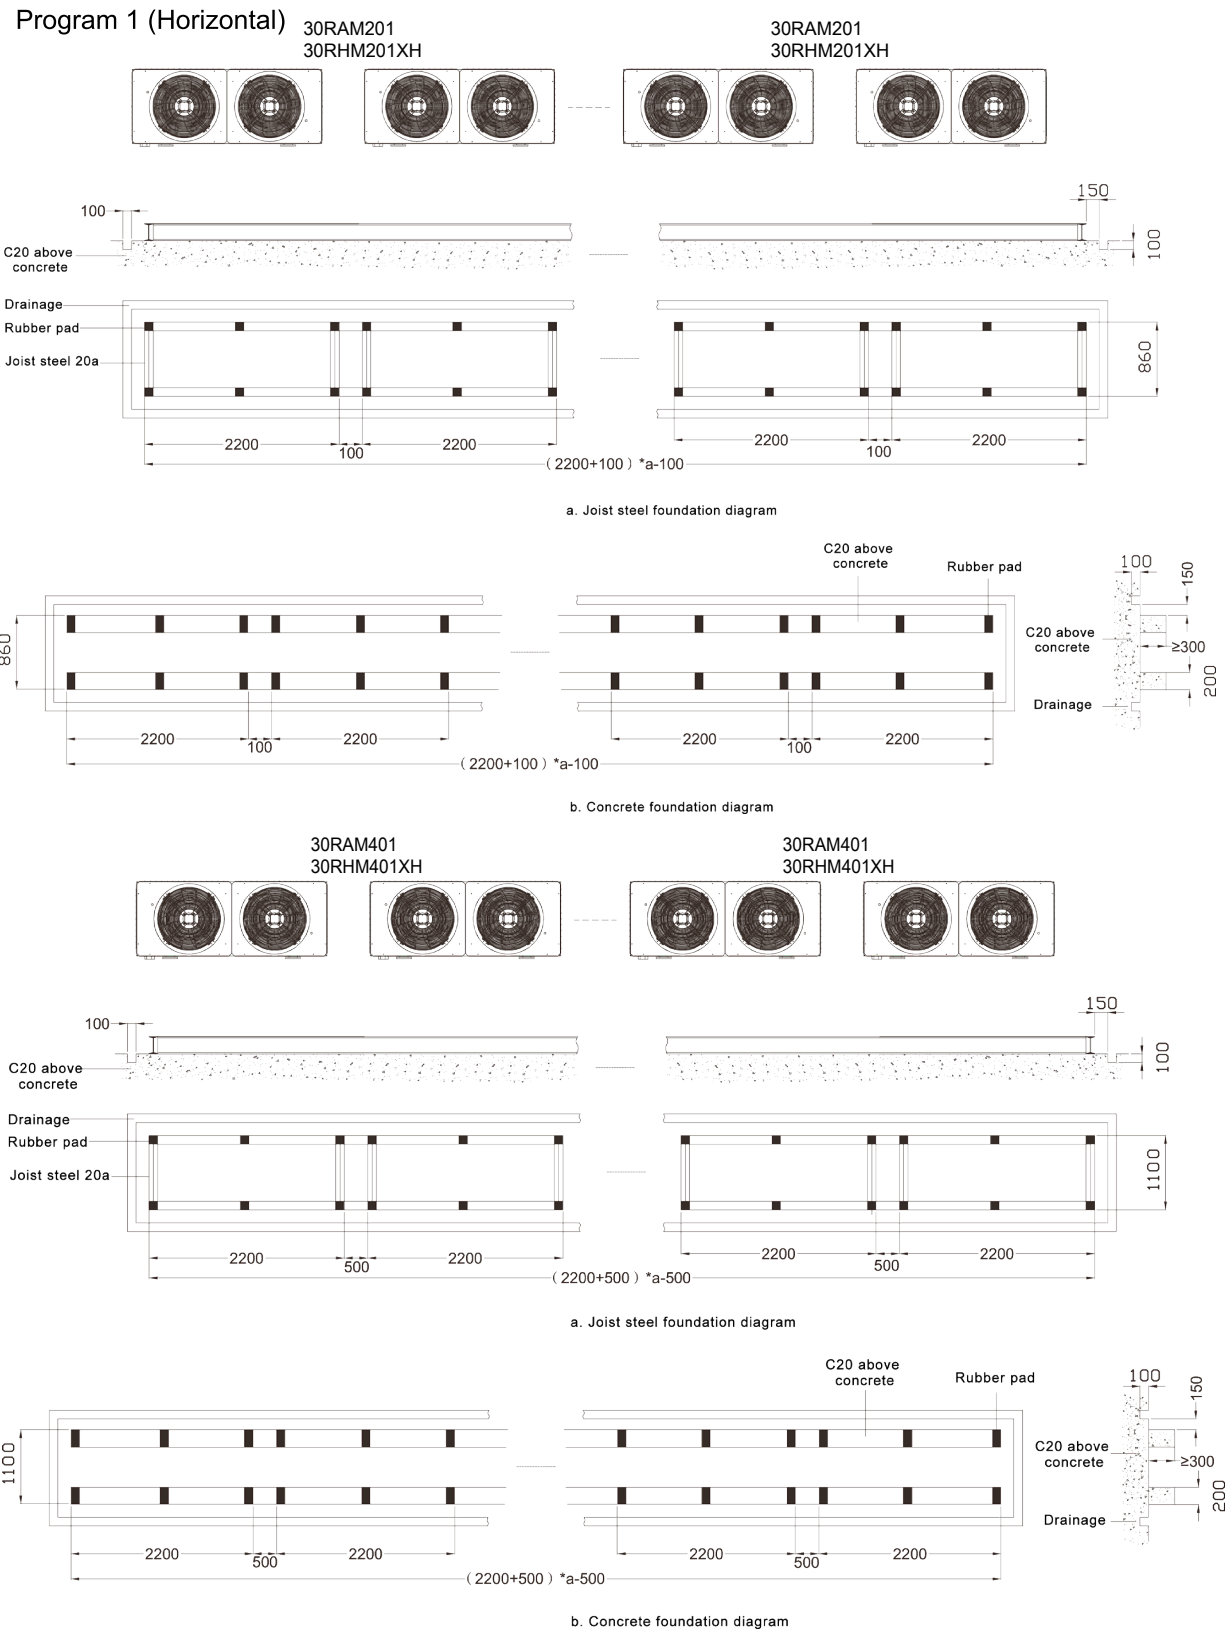 Program 1 (Horizontal)
30RAM201
30RHM201XH
30RAM201
30RHM201XH
100
150
100
C20 above
concrete
Drainage
Rubber pad
Joist steel 20a
860
2200
100
2200
2200
100
2200
(2200+100) *a-100
a. Joist steel foundation diagram
C20 above
concrete
Rubber pad
100
150
860
C20 above
concrete
≥300
200
Drainage
2200
100
2200
2200
100
2200
(2200+100) *a-100
b. Concrete foundation diagram
30RAM401
30RHM401XH
30RAM401
30RHM401XH
100
150
100
C20 above
concrete
Drainage
Rubber pad
Joist steel 20a
1100
2200
500
2200
2200
500
2200
(2200+500) *a-500
a. Joist steel foundation diagram
C20 above
concrete
Rubber pad
100
150
1100
C20 above
concrete
≥300
200
Drainage
2200
500
2200
2200
500
2200
(2200+500) *a-500
b. Concrete foundation diagram